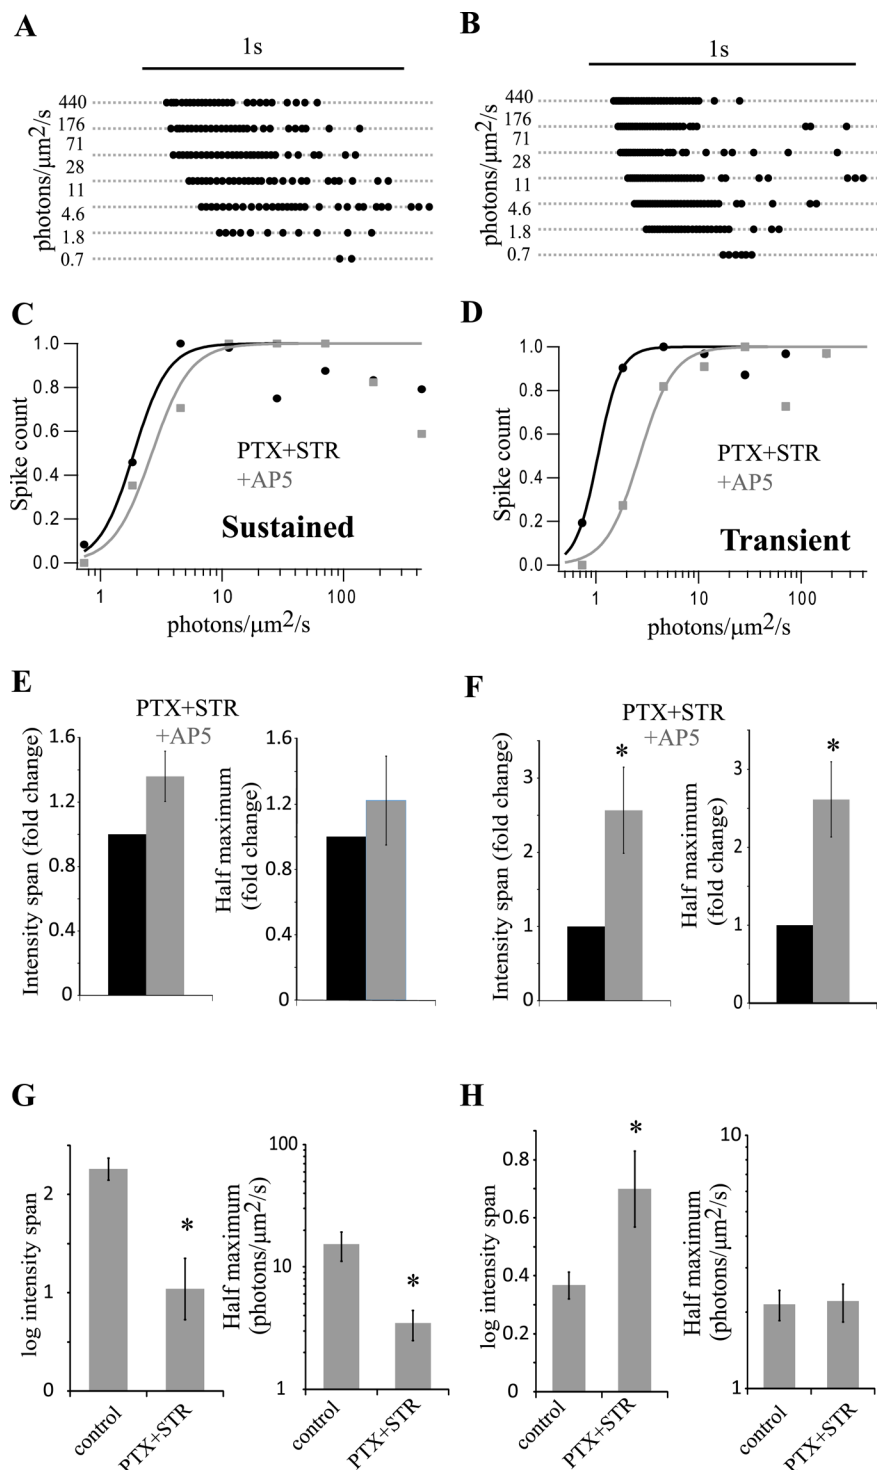 A
1s
photons/μm2/s
440
176
71
28
11
4.6
1.8
0.7
B
1s
photons/μm2/s
440
176
71
28
11
4.6
1.8
0.7
C
Spike count
1.0
0.8
0.6
0.4
0.2
0.0
PTX+STR
+AP5
Sustained
1
10
100
photons/μm2/s
D
Spike count
1.0
0.8
0.6
0.4
0.2
0.0
PTX+STR
+AP5
Transient
1
10
100
photons/μm2/s
E
PTX+STR
+AP5
Intensity span (fold change)
1.6
1.2
0.8
0.4
0
Half maximum
(fold change)
1.6
1.2
0.8
0.4
0
F
PTX+STR
+AP5
Intensity span (fold change)
3
2
1
0
*
Half maximum
(fold change)
3
2
1
0
*
G
log intensity span
2
1
0
*
control
PTX+STR
Half maximum
(photons/μm2/s)
100
10
1
*
control
PTX+STR
H
log intensity span
0.8
0.6
0.4
0.2
0
*
control
PTX+STR
Half maximum
(photons/μm2/s)
10
1
control
PTX+STR